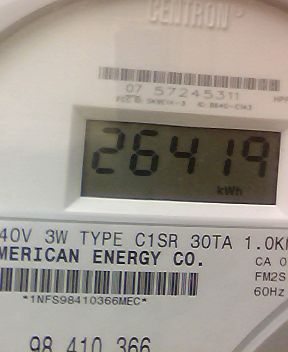 CENTRON
07 57245311
26419
kWh
40V 3W TYPE C1SR 30TA 1.0K
MERICAN ENERGY CO.
CA 0
FM2S
60Hz
*1NFS98410366MEC*
98 410 366